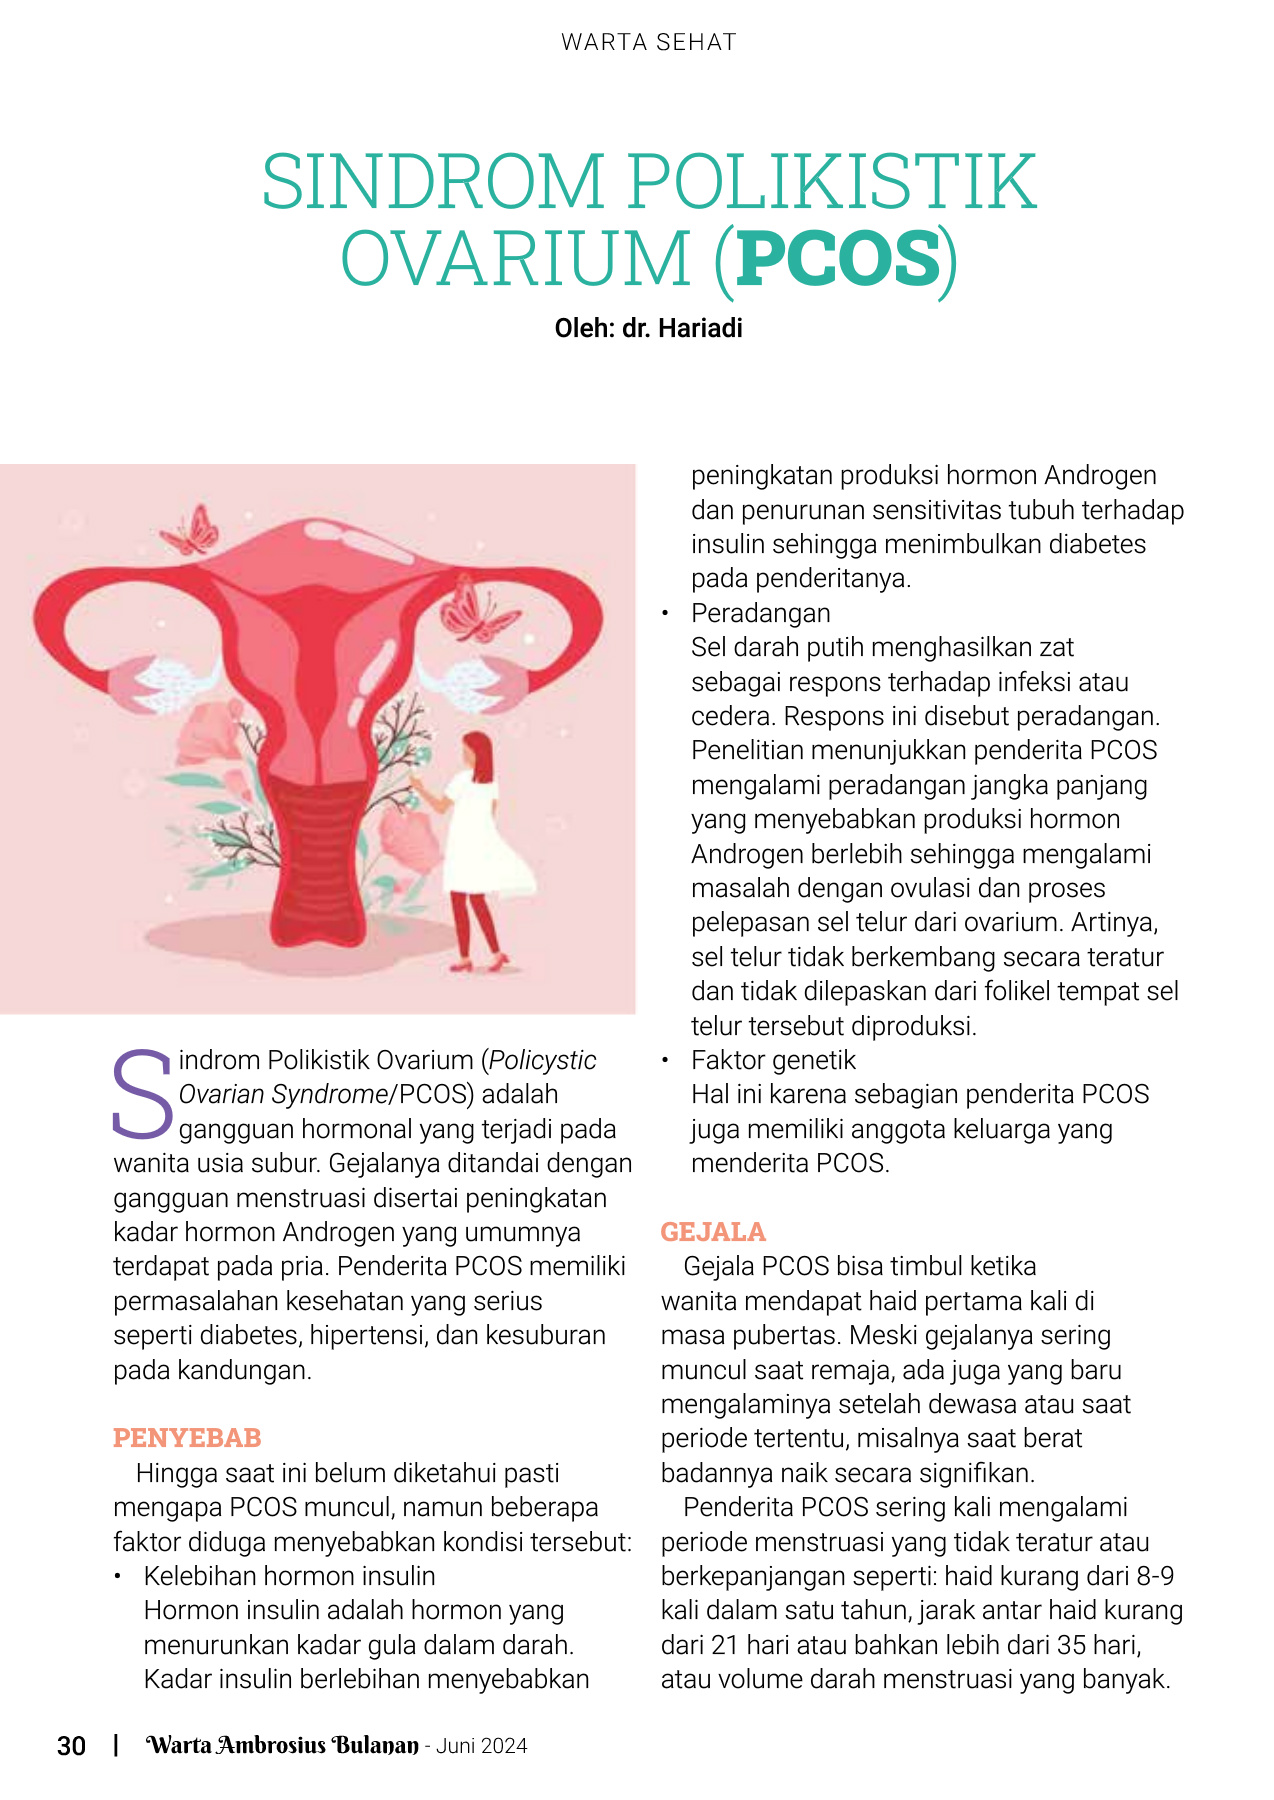 WARTA SEHAT
SINDROM POLIKISTIK
OVARIUM (PCOS)
Oleh: dr. Hariadi
Sindrom Polikistik Ovarium (Policystic
Ovarian Syndrome/PCOS) adalah
gangguan hormonal yang terjadi pada
wanita usia subur. Gejalanya ditandai dengan
gangguan menstruasi disertai peningkatan
kadar hormon Androgen yang umumnya
terdapat pada pria. Penderita PCOS memiliki
permasalahan kesehatan yang serius
seperti diabetes, hipertensi, dan kesuburan
pada kandungan.
PENYEBAB
Hingga saat ini belum diketahui pasti
mengapa PCOS muncul, namun beberapa
faktor diduga menyebabkan kondisi tersebut:
• Kelebihan hormon insulin
Hormon insulin adalah hormon yang
menurunkan kadar gula dalam darah.
Kadar insulin berlebihan menyebabkan
peningkatan produksi hormon Androgen
dan penurunan sensitivitas tubuh terhadap
insulin sehingga menimbulkan diabetes
pada penderitanya.
• Peradangan
Sel darah putih menghasilkan zat
sebagai respons terhadap infeksi atau
cedera. Respons ini disebut peradangan.
Penelitian menunjukkan penderita PCOS
mengalami peradangan jangka panjang
yang menyebabkan produksi hormon
Androgen berlebih sehingga mengalami
masalah dengan ovulasi dan proses
pelepasan sel telur dari ovarium. Artinya,
sel telur tidak berkembang secara teratur
dan tidak dilepaskan dari folikel tempat sel
telur tersebut diproduksi.
• Faktor genetik
Hal ini karena sebagian penderita PCOS
juga memiliki anggota keluarga yang
menderita PCOS.
GEJALA
Gejala PCOS bisa timbul ketika
wanita mendapat haid pertama kali di
masa pubertas. Meski gejalanya sering
muncul saat remaja, ada juga yang baru
mengalaminya setelah dewasa atau saat
periode tertentu, misalnya saat berat
badannya naik secara signifikan.
Penderita PCOS sering kali mengalami
periode menstruasi yang tidak teratur atau
berkepanjangan seperti: haid kurang dari 8-9
kali dalam satu tahun, jarak antar haid kurang
dari 21 hari atau bahkan lebih dari 35 hari,
atau volume darah menstruasi yang banyak.
30 | Warta Ambrosius Bulanan - Juni 2024